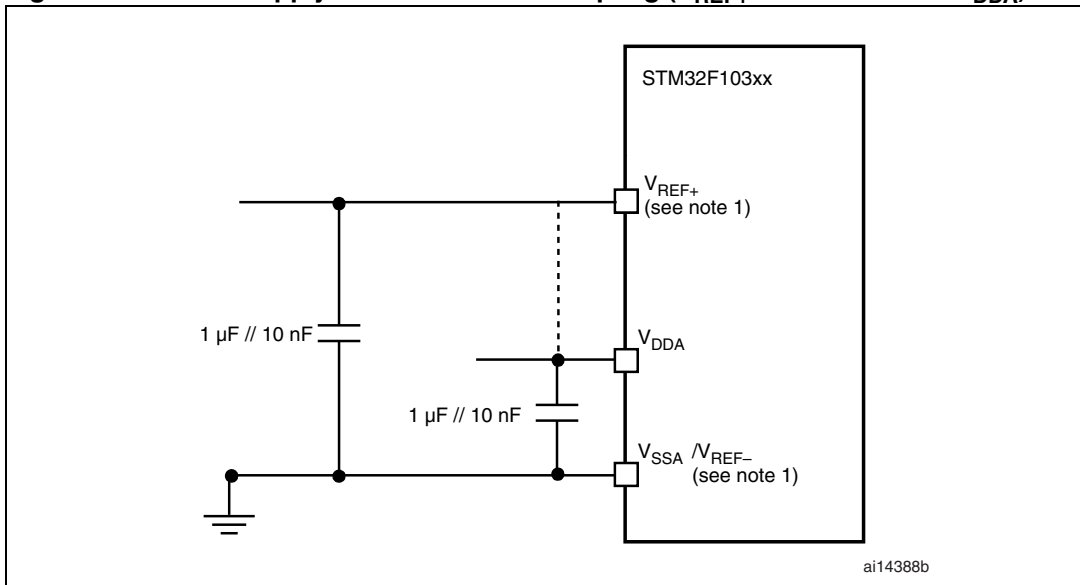 STM32F103xx
VREF+
(see note 1)
1 µF // 10 nF
VDDA
1 µF // 10 nF
VSSA /VREF–
(see note 1)
ai14388b